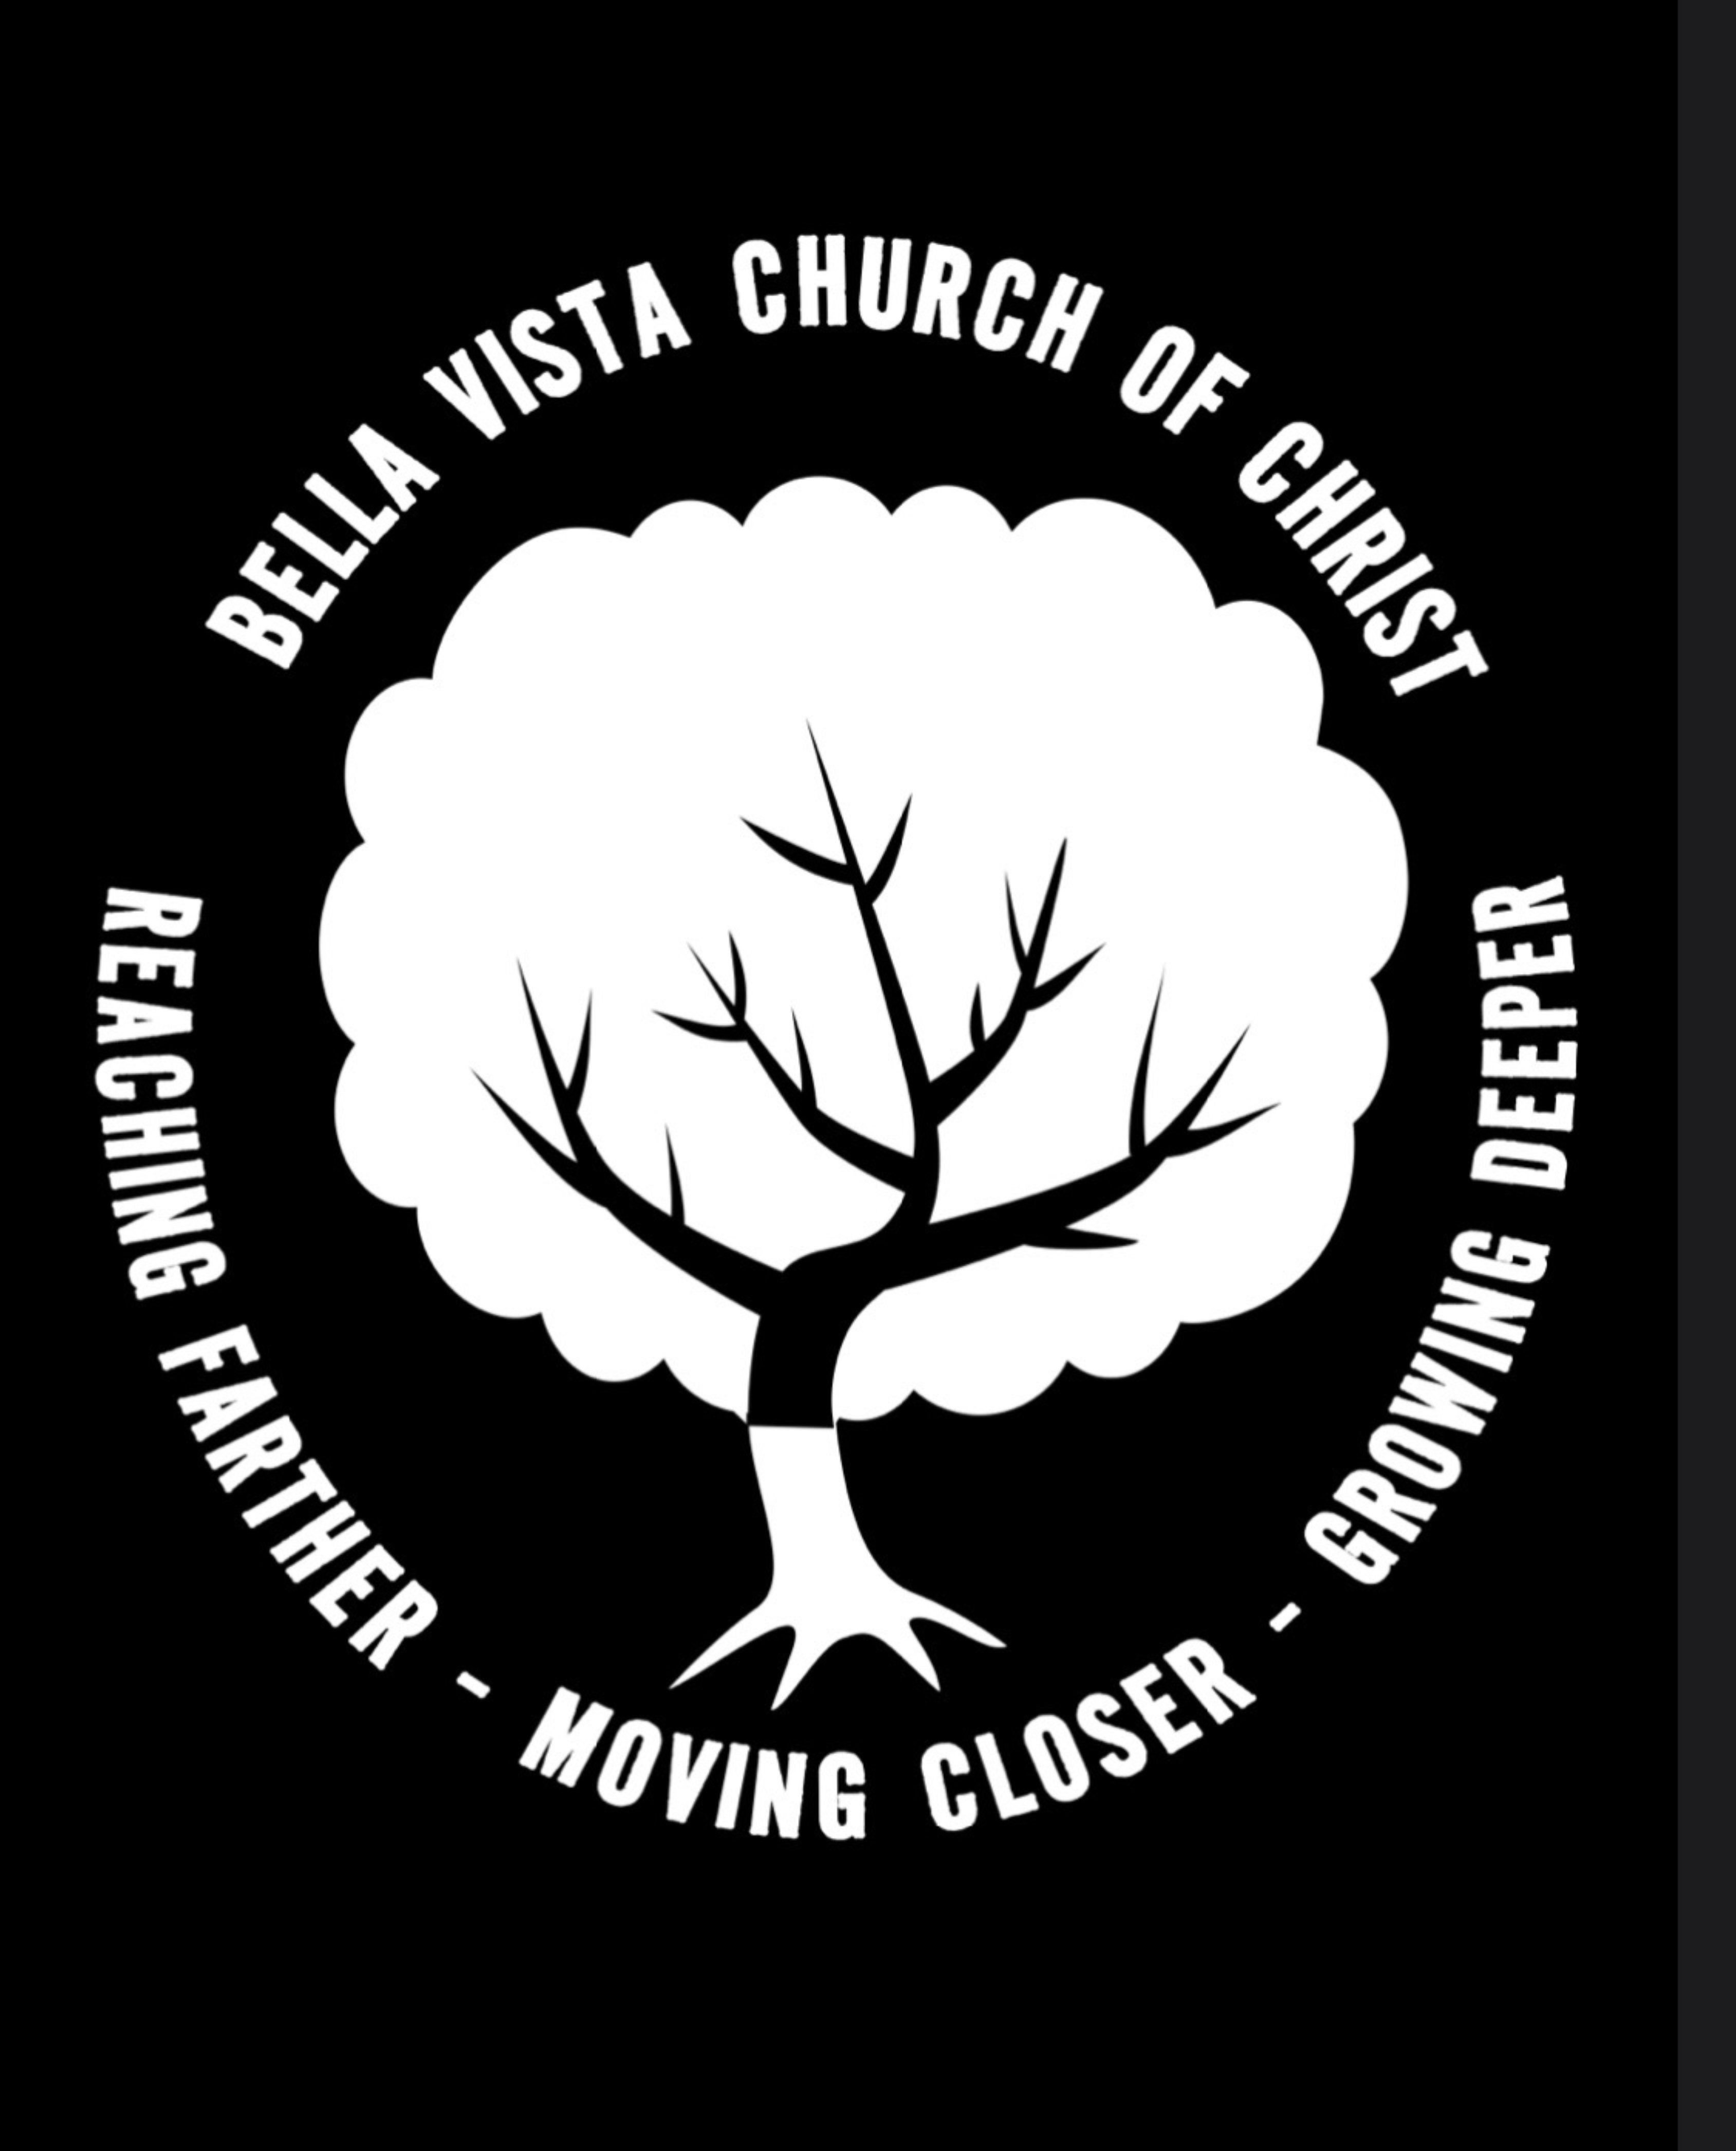 BELLA VISTA CHURCH OF CHRIST
REACHING FARTHER - MOVING CLOSER - GROWING DEEPER